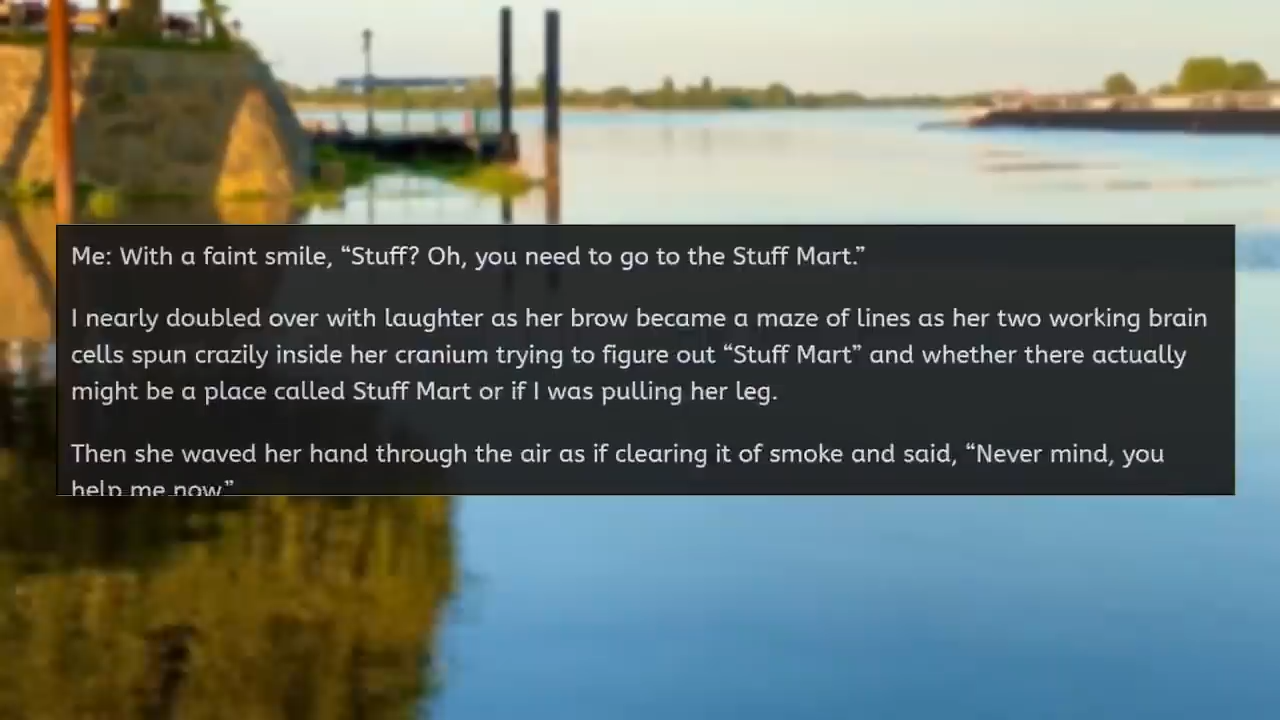 Me: With a faint smile, “Stuff? Oh, you need to go to the Stuff Mart.”
I nearly doubled over with laughter as her brow became a maze of lines as her two working brain
cells spun crazily inside her cranium trying to figure out “Stuff Mart” and whether there actually
might be a place called Stuff Mart or if I was pulling her leg.
Then she waved her hand through the air as if clearing it of smoke and said, “Never mind, you
help me now”